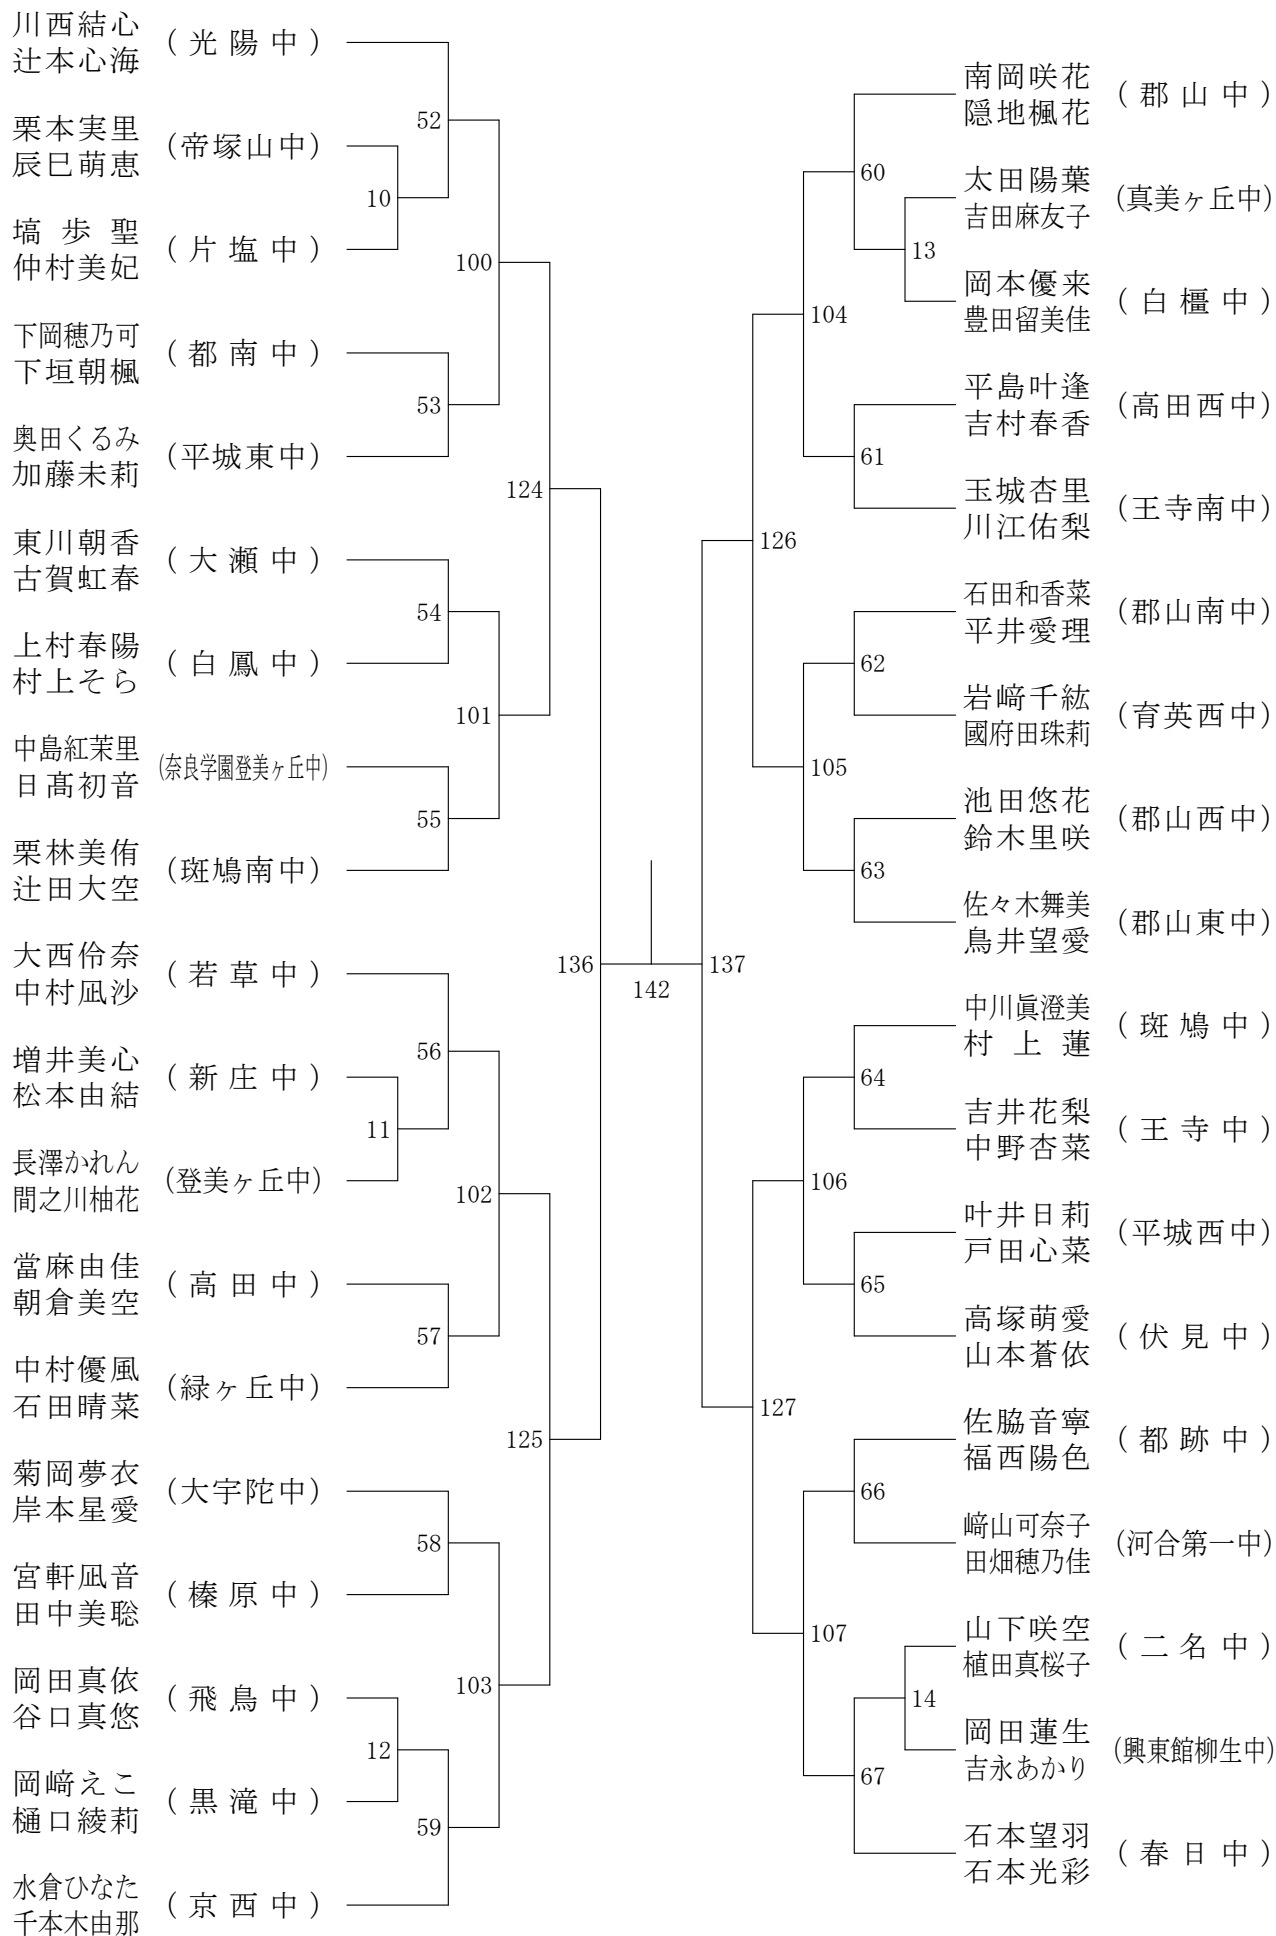 川西結心
辻本心海
(光陽中)
栗本実里
辰巳萌恵
(帝塚山中)
塙歩聖
仲村美妃
(片塩中)
下岡穂乃可
下垣朝楓
(都南中)
奥田くるみ
加藤未莉
(平城東中)
東川朝香
古賀虹春
(大瀬中)
上村春陽
村上そら
(白鳳中)
中島紅茉里
日髙初音
(奈良学園登美ヶ丘中)
栗林美侑
辻田大空
(斑鳩南中)
大西伶奈
中村凪沙
(若草中)
増井美心
松本由結
(新庄中)
長澤かれん
間之川柚花
(登美ヶ丘中)
當麻由佳
朝倉美空
(高田中)
中村優風
石田晴菜
(緑ヶ丘中)
菊岡夢衣
岸本星愛
(大宇陀中)
宮軒凪音
田中美聡
(榛原中)
岡田真依
谷口真悠
(飛鳥中)
岡﨑えこ
樋口綾莉
(黒滝中)
水倉ひなた
千本木由那
(京西中)
10
11
12
52
53
54
55
56
57
58
59
100
101
102
103
124
125
136
142
137
126
127
104
105
106
107
60
61
62
63
64
65
66
67
13
14
南岡咲花
隠地楓花
(郡山中)
太田陽葉
吉田麻友子
(真美ヶ丘中)
岡本優来
豊田留美佳
(白橿中)
平島叶逢
吉村春香
(高田西中)
玉城杏里
川江佑梨
(王寺南中)
石田和香菜
平井愛理
(郡山南中)
岩﨑千紘
國府田珠莉
(育英西中)
池田悠花
鈴木里咲
(郡山西中)
佐々木舞美
鳥井望愛
(郡山東中)
中川眞澄美
村上蓮
(斑鳩中)
吉井花梨
中野杏菜
(王寺中)
叶井日莉
戸田心菜
(平城西中)
高塚萌愛
山本蒼依
(伏見中)
佐脇音寧
福西陽色
(都跡中)
﨑山可奈子
田畑穂乃佳
(河合第一中)
山下咲空
植田真桜子
(二名中)
岡田蓮生
吉永あかり
(興東館柳生中)
石本望羽
石本光彩
(春日中)